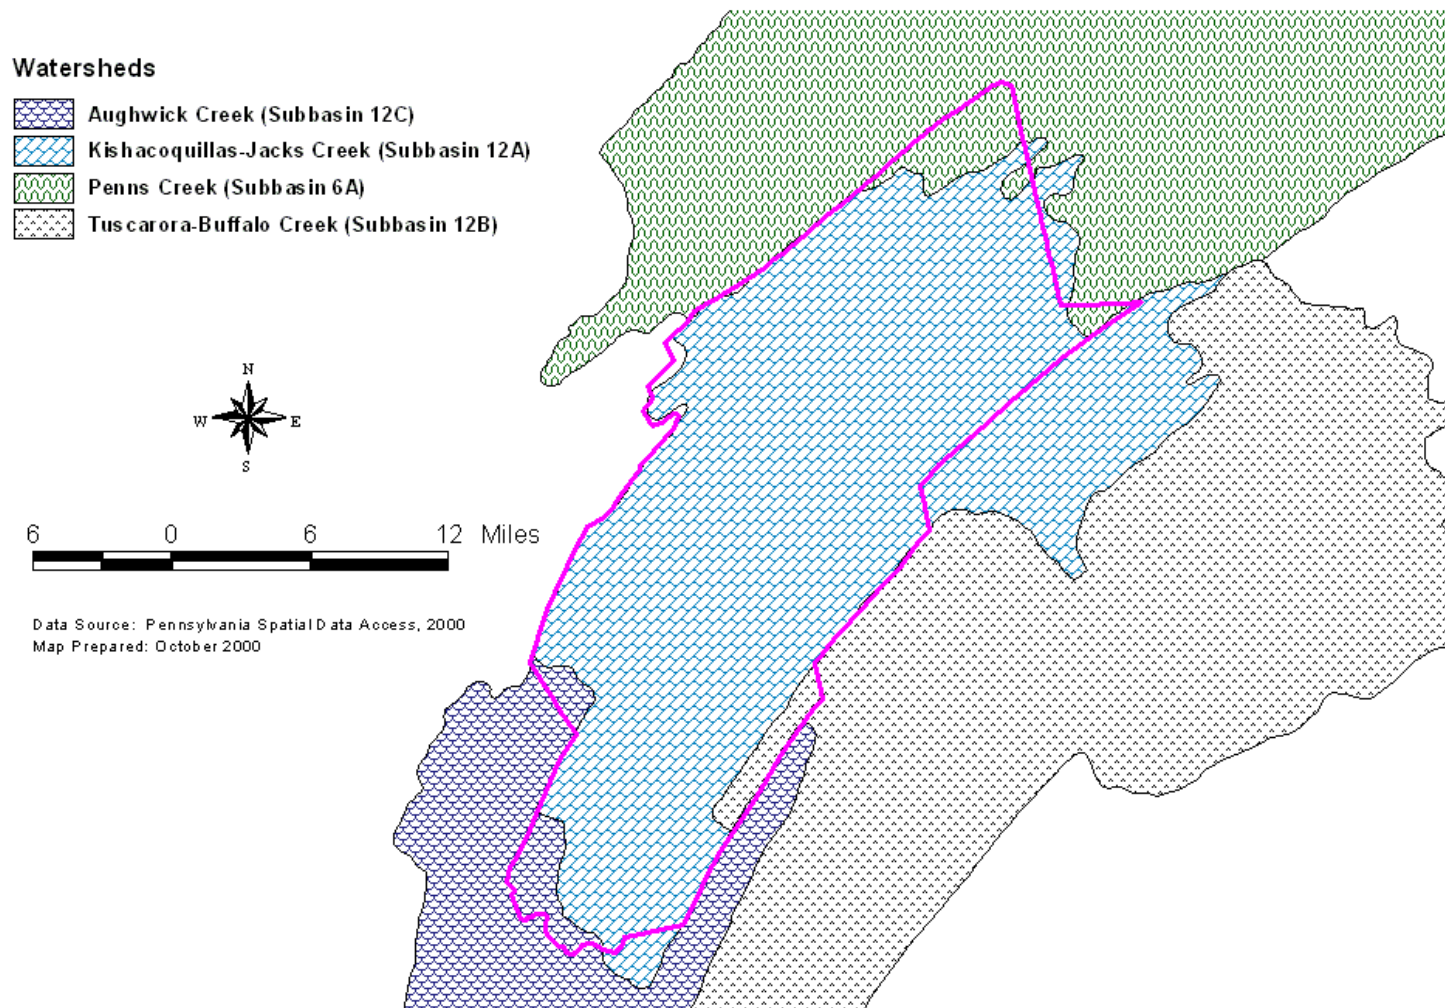 Watersheds
Aughwick Creek (Subbasin 12C)
Kishacoquillas-Jacks Creek (Subbasin 12A)
Penns Creek (Subbasin 6A)
Tuscarora-Buffalo Creek (Subbasin 12B)
N
W E
S
6 0 6 12 Miles
Data Source: Pennsylvania Spatial Data Access, 2000
Map Prepared: October 2000